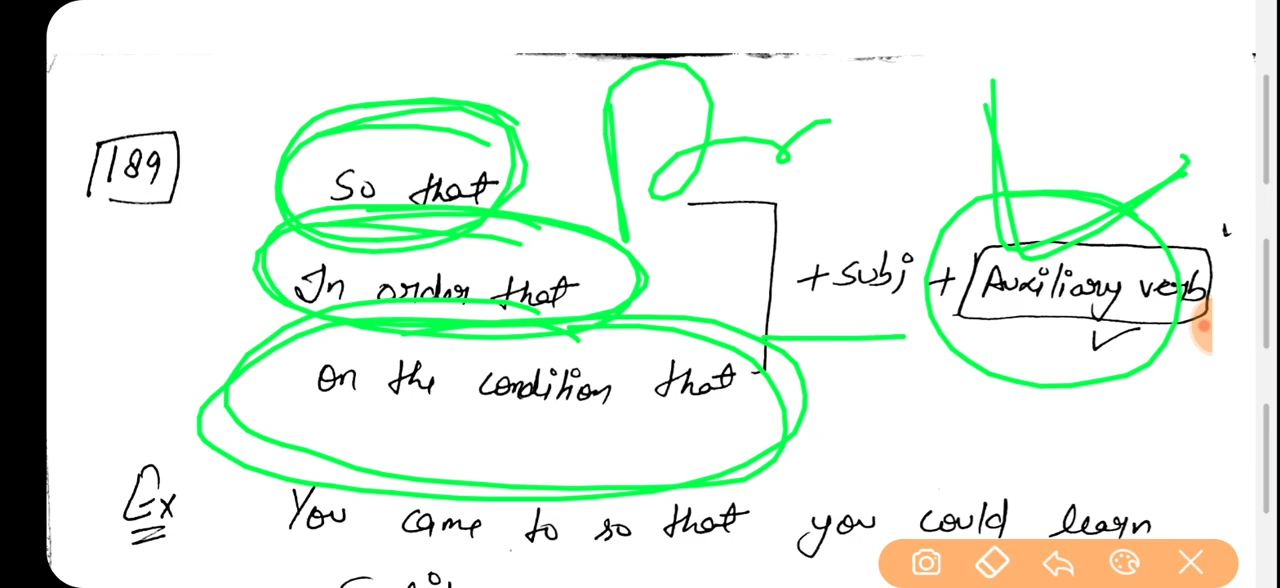 189
So that
In order that
+ subj + Auxiliary verb
On the condition that
Ex You came to so that you could learn